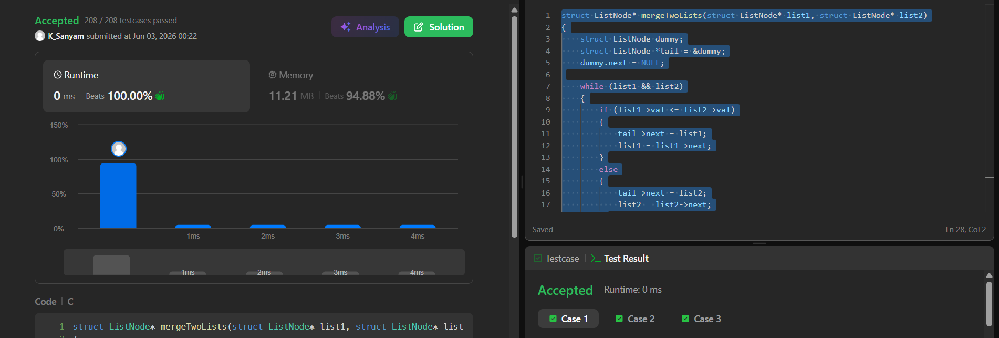 Accepted 208 / 208 testcases passed
K_Sanyam submitted at Jun 03, 2026 00:22
Analysis
Solution
Runtime
0 ms | Beats 100.00%
Memory
11.21 MB | Beats 94.88%
150%
100%
50%
0%
1ms 2ms 3ms 4ms
1ms 2ms 3ms 4ms
Code | C
1 struct ListNode* mergeTwoLists(struct ListNode* list1, struct ListNode* list
1 struct ListNode* mergeTwoLists(struct ListNode* list1, struct ListNode* list2)
2 {
3     struct ListNode dummy;
4     struct ListNode *tail = &dummy;
5     dummy.next = NULL;
6
7     while (list1 && list2)
8     {
9         if (list1->val <= list2->val)
10         {
11             tail->next = list1;
12             list1 = list1->next;
13         }
14         else
15         {
16             tail->next = list2;
17             list2 = list2->next;
Saved
Ln 28, Col 2
Testcase | Test Result
Accepted Runtime: 0 ms
Case 1 Case 2 Case 3